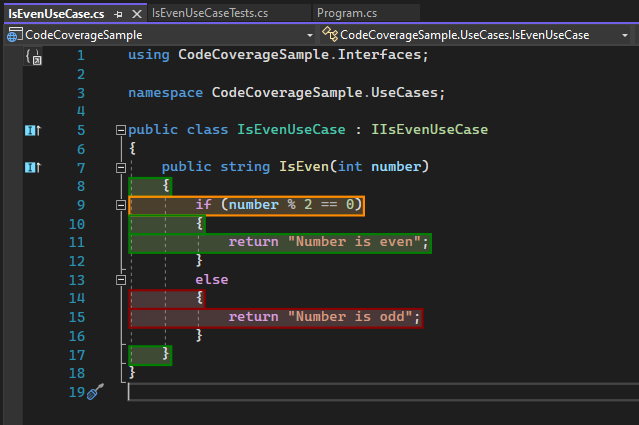 IsEvenUseCase.cs IsEvenUseCaseTests.cs Program.cs
CodeCoverageSample CodeCoverageSample.UseCases.IsEvenUseCase
1 using CodeCoverageSample.Interfaces;
2
3 namespace CodeCoverageSample.UseCases;
4
5 public class IsEvenUseCase : IIsEvenUseCase
6 {
7 public string IsEven(int number)
8 {
9 if (number % 2 == 0)
10 {
11 return "Number is even";
12 }
13 else
14 {
15 return "Number is odd";
16 }
17 }
18 }
19